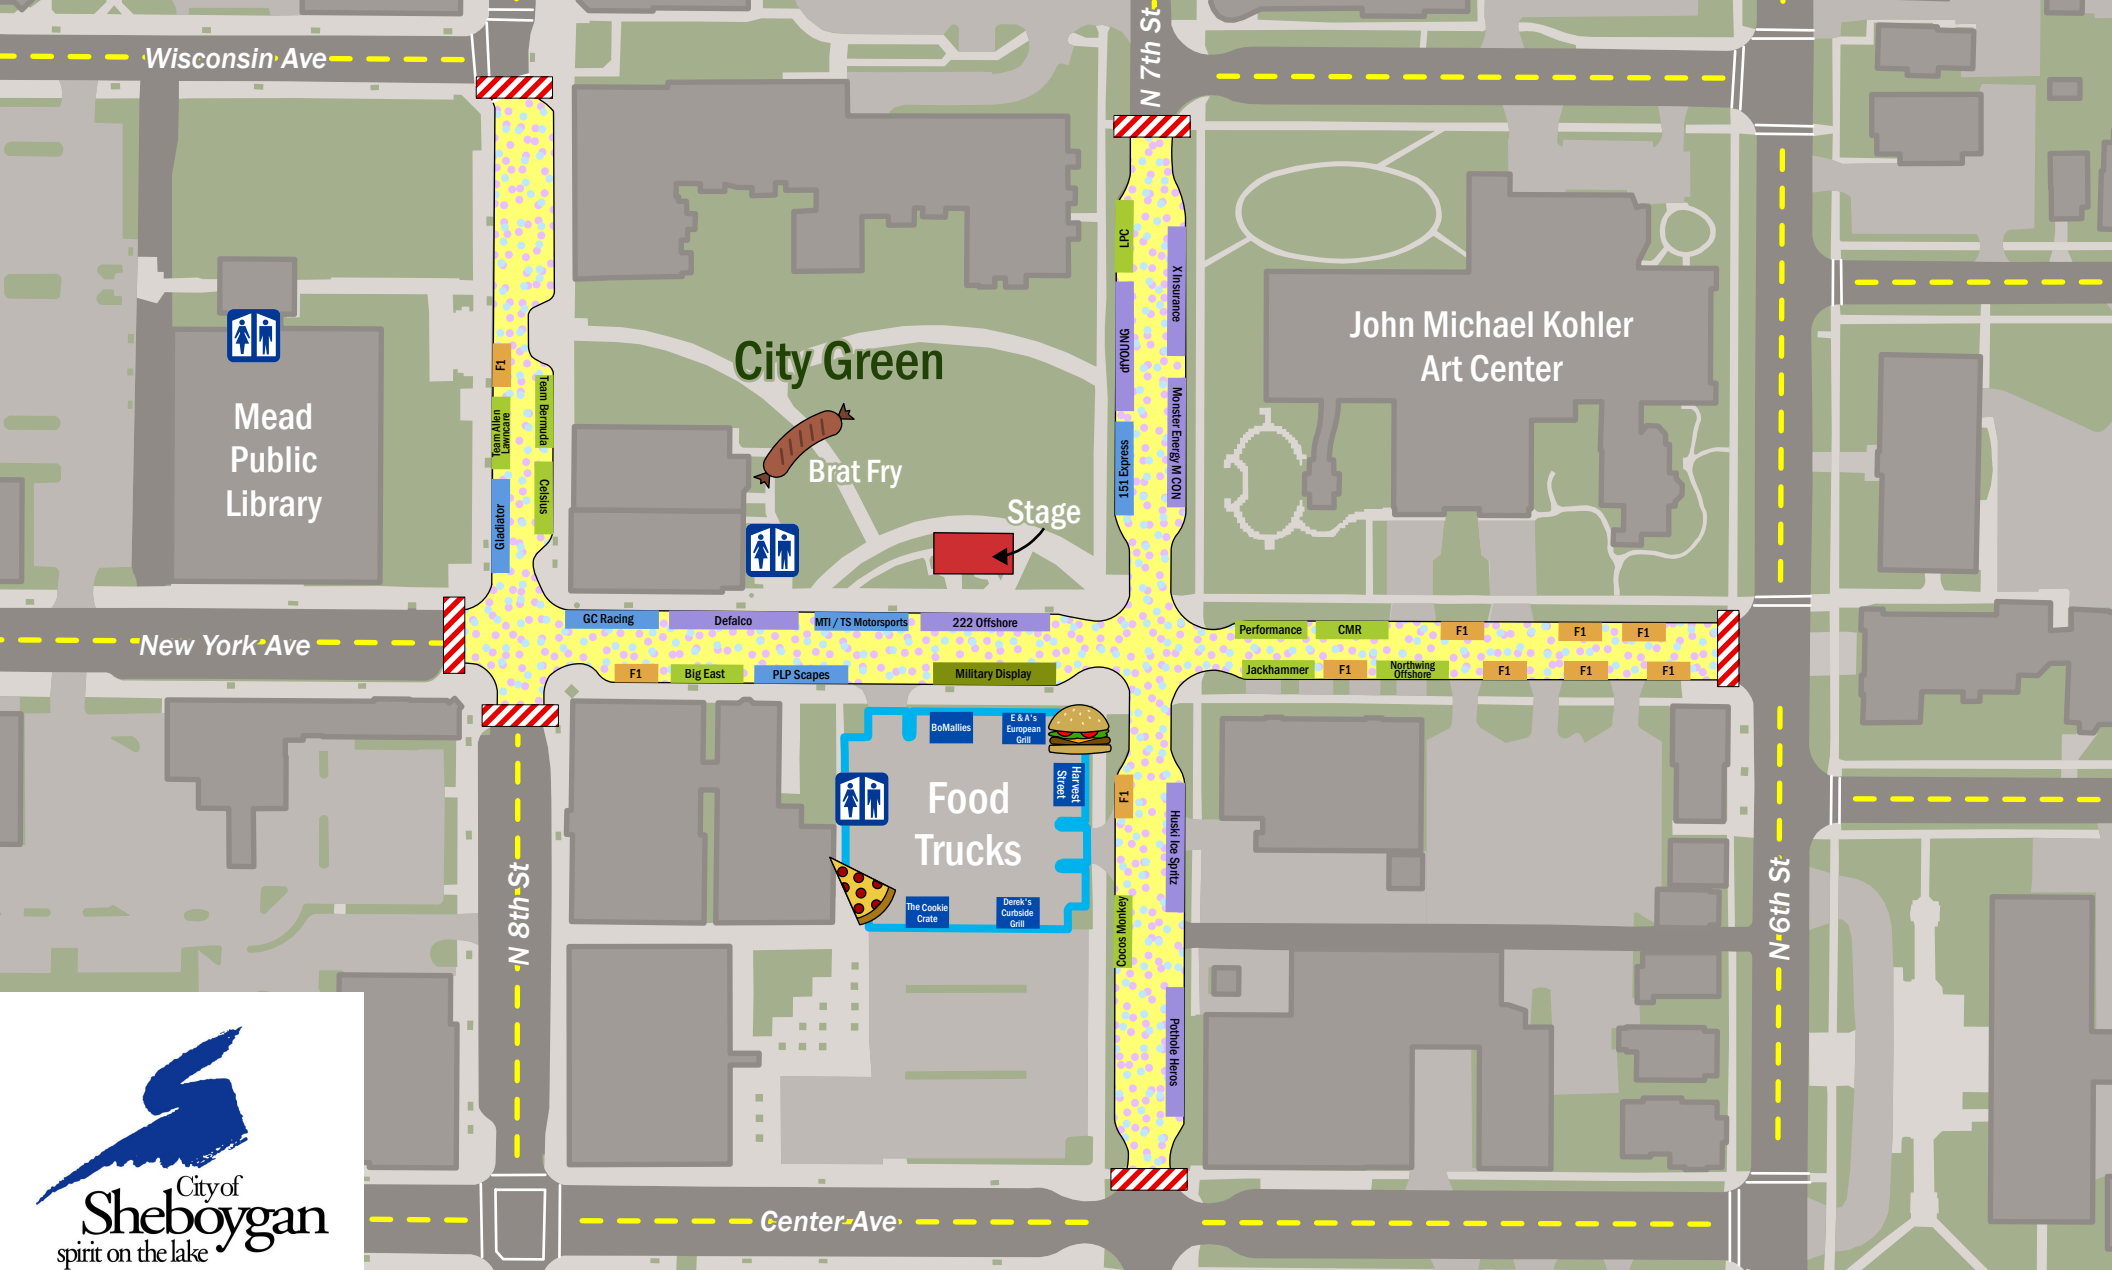 Wisconsin Ave
N 7th St
LPC
X Insurance
dfYOUNG
John Michael Kohler
Art Center
City Green
F1
Team Bermuda
Team Allen
Lawncare
Monster Energy M CON
Mead
Public
Library
151 Express
Brat Fry
Celsius
Gladiator
Stage
GC Racing
Defalco
MTI / TS Motorsports
222 Offshore
Performance
CMR
F1
F1
F1
New York Ave
F1
Big East
PLP Scapes
Military Display
Jackhammer
F1
Northwing
Offshore
F1
F1
F1
BoMallies
E & A's
European
Grill
Harvest
Street
F1
Food
Trucks
Huski Ice Spritz
The Cookie
Crate
Derek's
Curbside
Grill
Cocos Monkey
N 8th St
N 6th St
Pothole Heros
City of
Sheboygan
spirit on the lake
Center Ave